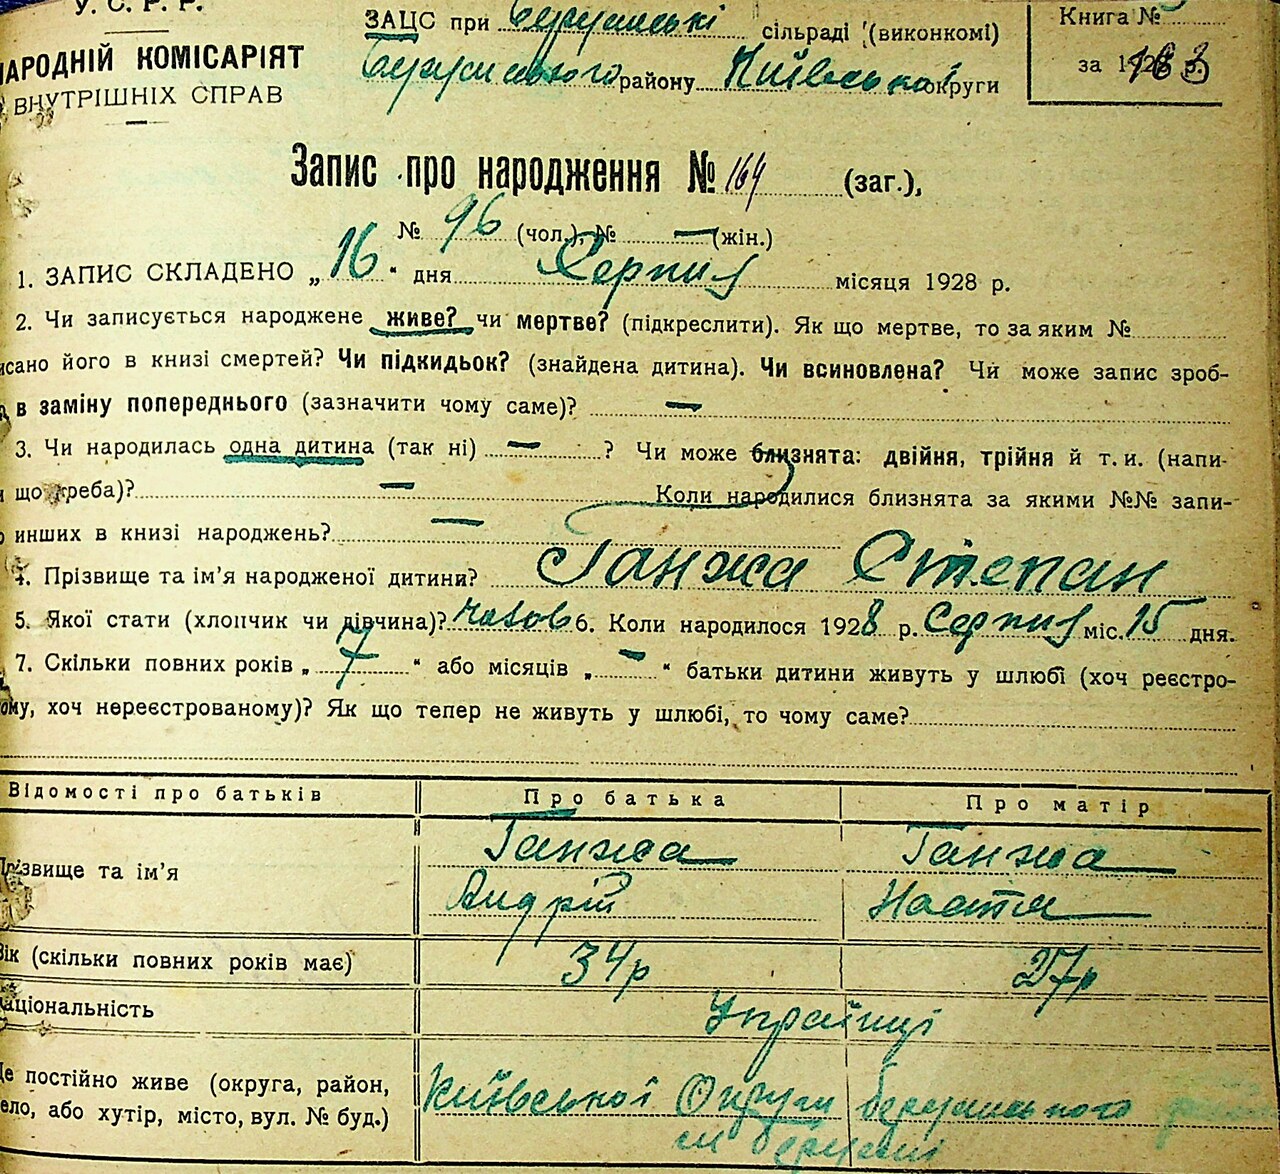 У. С. Р. Р.
НАРОДНІЙ КОМІСАРІЯТ
ВНУТРІШНІХ СПРАВ
ЗАЦС при сільраді (виконкомі)
району Київської округи
Книга №
за
Запис про народження № 164 (заг.),
№ 96 (чол.), № — (жін.)
1. ЗАПИС СКЛАДЕНО „16“ дня Серпня місяця 1928 р.
2. Чи записується народжене живе? чи мертве? (підкреслити). Як що мертве, то за яким №
исано його в книзі смертей? Чи підкидьок? (знайдена дитина). Чи всиновлена? Чи може запис зроб-
в заміну попереднього (зазначити чому саме)? —
3. Чи народилась одна дитина (так ні) — ? Чи може близнята: двійня, трійня й т. и. (напи-
що треба)? — Коли народилися близнята за якими №№ запи-
инших в книзі народжень? —
4. Прізвище та ім’я народженої дитини? Ганжа Степан
5. Якої стати (хлопчик чи дівчина)? 6. Коли народилося 1928 р. Серпня міс. 15 дня.
7. Скільки повних років „7“ або місяців „—“ батьки дитини живуть у шлюбі (хоч реєстро-
ому, хоч нереєстрованому)? Як що тепер не живуть у шлюбі, то чому саме?
Відомості про батьків Про батька Про матір
Прізвище та ім’я Ганжа Ганжа
Андрій Настя
Вік (скільки повних років має) 34р 27р
Національність Українці
Де постійно живе (округа, район, Київської Округи
село, або хутір, місто, вул. № буд.)